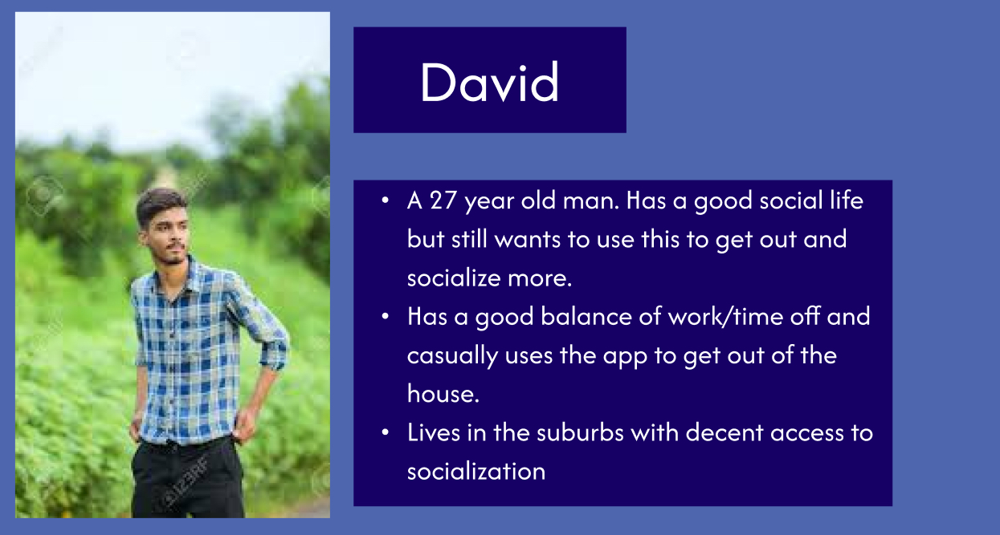 David
• A 27 year old man. Has a good social life
but still wants to use this to get out and
socialize more.
• Has a good balance of work/time off and
casually uses the app to get out of the
house.
• Lives in the suburbs with decent access to
socialization
123RF